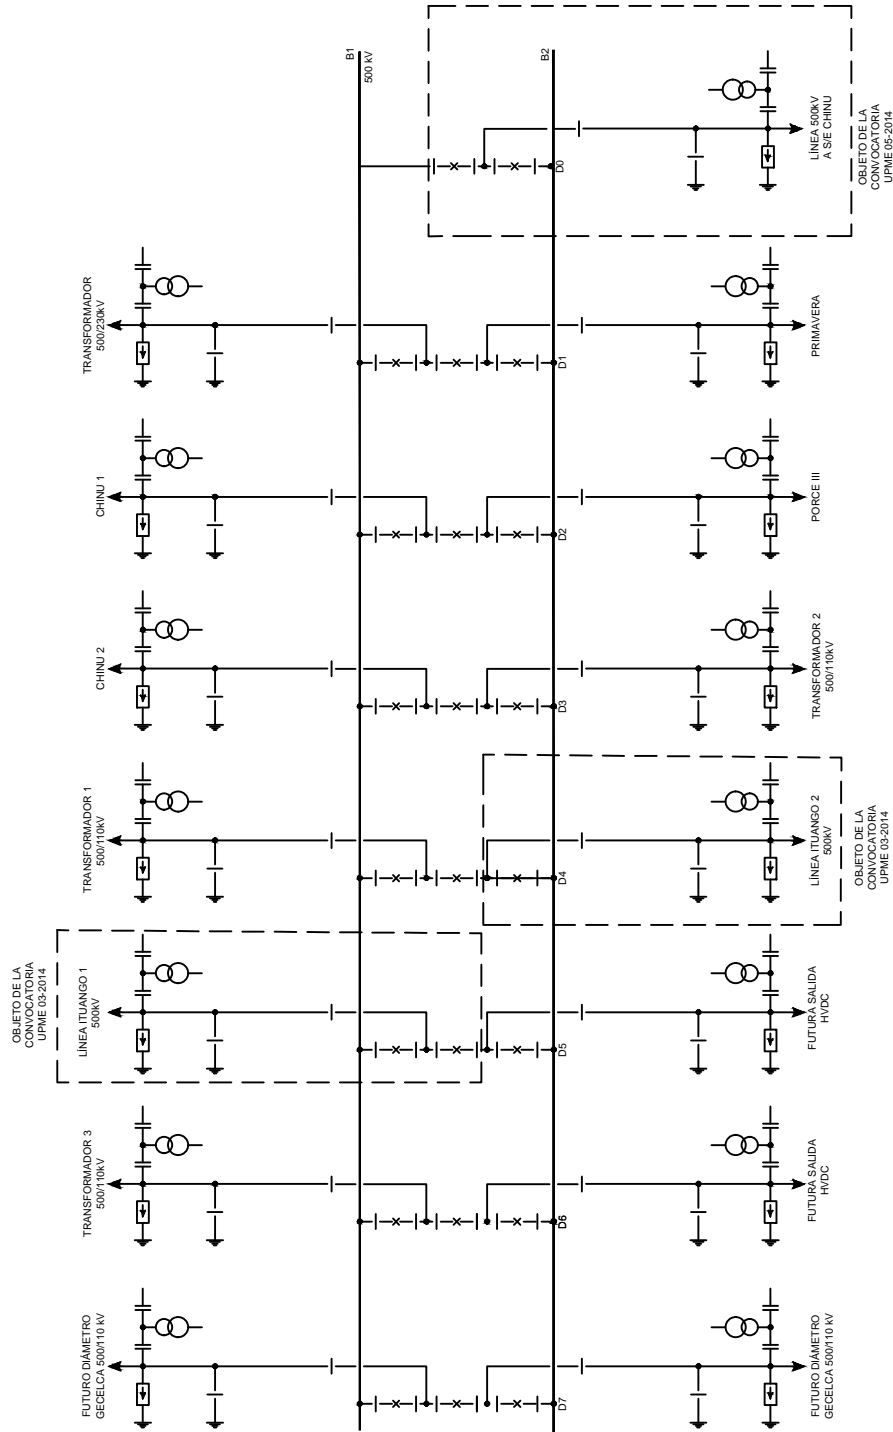 B1
500 kV
B2
D0
LÍNEA 500kV
A S/E CHINU
OBJETO DE LA
CONVOCATORIA
UPME 05-2014
TRANSFORMADOR
500/230kV
D1
PRIMAVERA
CHINU 1
D2
PORCE III
CHINU 2
D3
TRANSFORMADOR 2
500/110kV
TRANSFORMADOR 1
500/110kV
D4
LÍNEA ITUANGO 2
500kV
OBJETO DE LA
CONVOCATORIA
UPME 03-2014
OBJETO DE LA
CONVOCATORIA
UPME 03-2014
LÍNEA ITUANGO 1
500kV
D5
FUTURA SALIDA
HVDC
TRANSFORMADOR 3
500/110kV
D6
FUTURA SALIDA
HVDC
FUTURO DIÁMETRO
GECELCA 500/110 kV
D7
FUTURO DIÁMETRO
GECELCA 500/110 kV